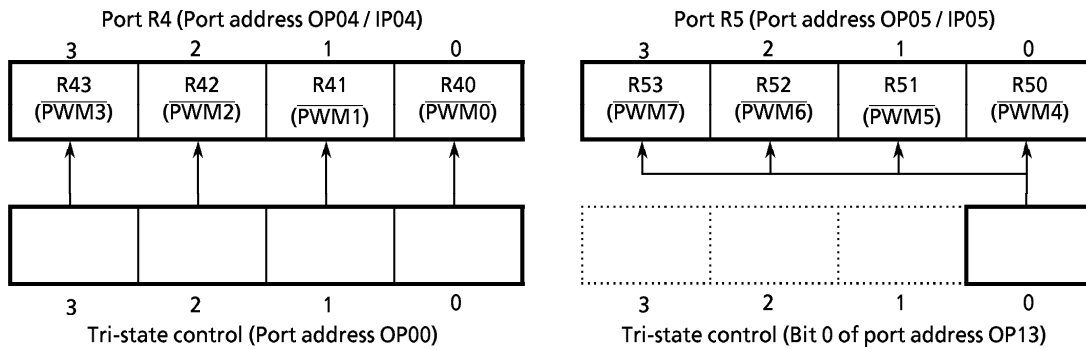 Port R4 (Port address OP04 / IP04)
3 2 1 0
R43 R42 R41 R40
(PWM3) (PWM2) (PWM1) (PWM0)
3 2 1 0
Tri-state control (Port address OP00)
Port R5 (Port address OP05 / IP05)
3 2 1 0
R53 R52 R51 R50
(PWM7) (PWM6) (PWM5) (PWM4)
3 2 1 0
Tri-state control (Bit 0 of port address OP13)